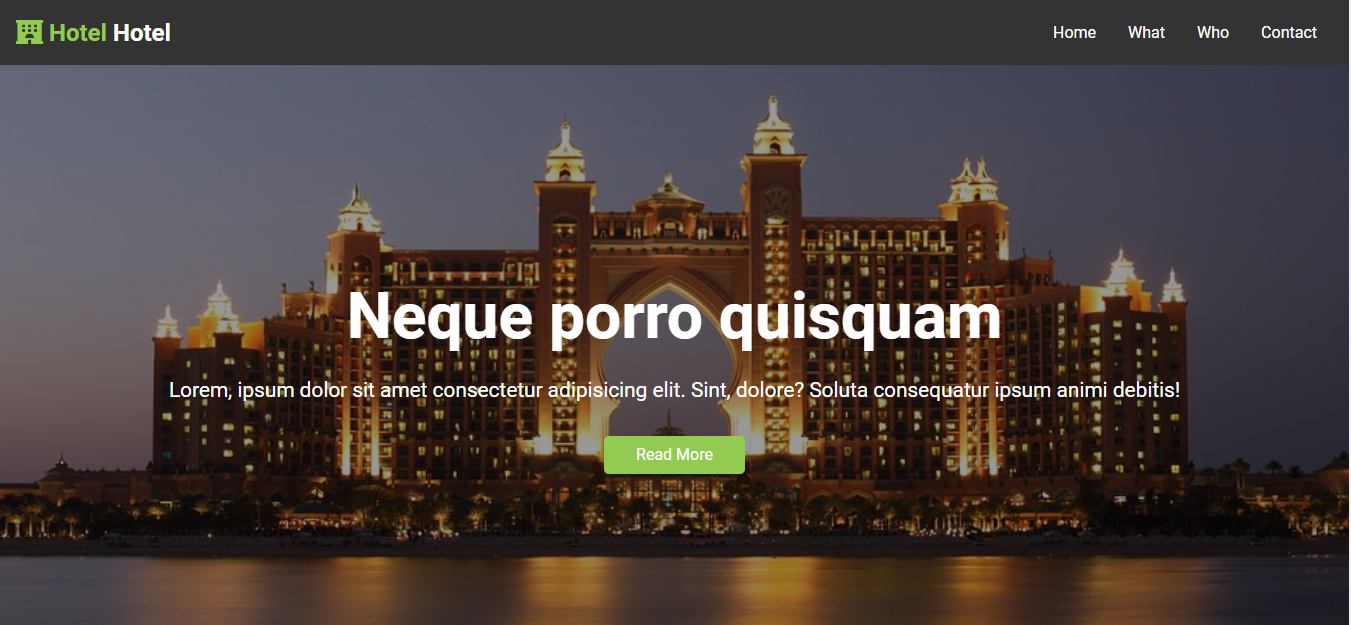 Hotel Hotel
Home What Who Contact
Neque porro quisquam
Lorem, ipsum dolor sit amet consectetur adipisicing elit. Sint, dolore? Soluta consequatur ipsum animi debitis!
Read More